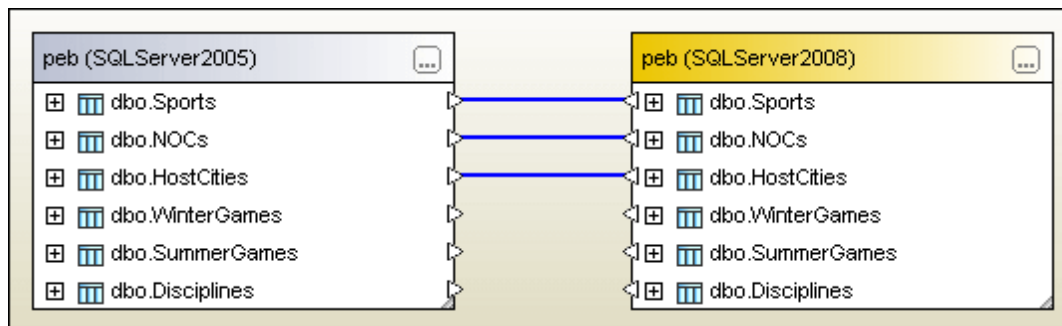 peb (SQLServer2005)
dbo.Sports
dbo.NOCs
dbo.HostCities
dbo.WinterGames
dbo.SummerGames
dbo.Disciplines
peb (SQLServer2008)
dbo.Sports
dbo.NOCs
dbo.HostCities
dbo.WinterGames
dbo.SummerGames
dbo.Disciplines